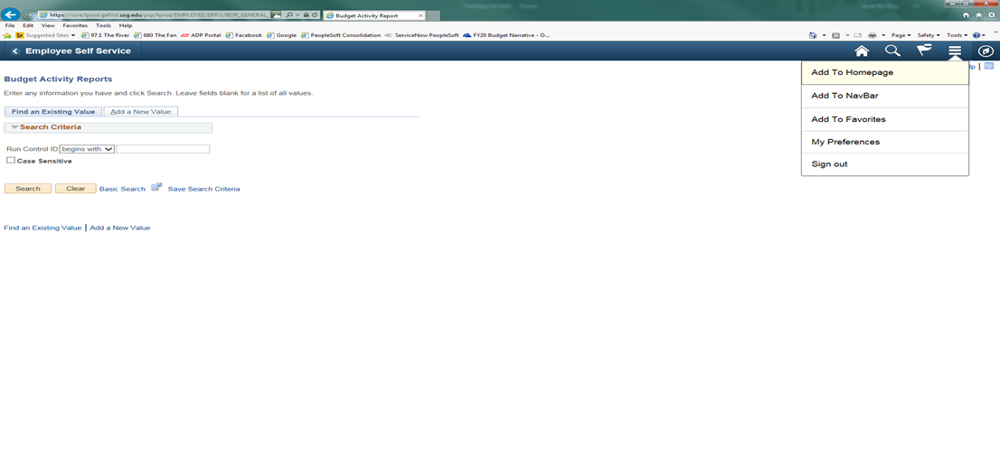 https://core.fprod.gafirst.usg.edu/psp/fprod/EMPLOYEE/ERP/c/BOR_GENERAL_
Budget Activity Report
File Edit View Favorites Tools Help
Suggested Sites 97.1 The River 680 The Fan ADP Portal Facebook Google PeopleSoft Consolidation ServiceNow PeopleSoft FY20 Budget Narrative - O... Page Safety Tools
Employee Self Service
Add To Homepage
Add To NavBar
Add To Favorites
My Preferences
Sign out
Budget Activity Reports
Enter any information you have and click Search. Leave fields blank for a list of all values.
Find an Existing Value Add a New Value
Search Criteria
Run Control ID begins with
Case Sensitive
Search Clear Basic Search Save Search Criteria
Find an Existing Value | Add a New Value